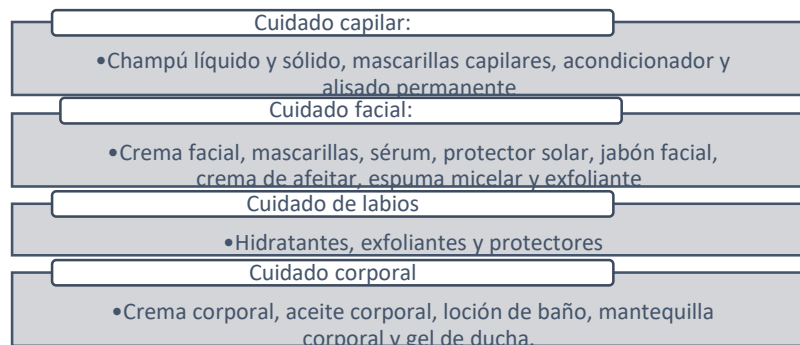 Cuidado capilar:
•Champú líquido y sólido, mascarillas capilares, acondicionador y
alisado permanente
Cuidado facial:
•Crema facial, mascarillas, sérum, protector solar, jabón facial,
crema de afeitar, espuma micelar y exfoliante
Cuidado de labios
•Hidratantes, exfoliantes y protectores
Cuidado corporal
•Crema corporal, aceite corporal, loción de baño, mantequilla
corporal y gel de ducha.